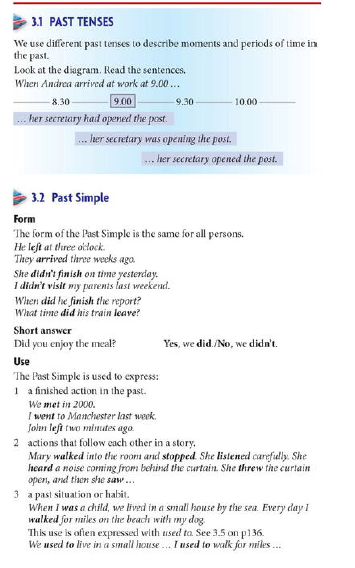 3.1 PAST TENSES
We use different past tenses to describe moments and periods of time in
the past.
Look at the diagram. Read the sentences.
When Andrea arrived at work at 9.00 …
8.30 9.00 9.30 10.00
… her secretary had opened the post.
… her secretary was opening the post.
… her secretary opened the post.
3.2 Past Simple
Form
The form of the Past Simple is the same for all persons.
He left at three o'clock.
They arrived three weeks ago.
She didn't finish on time yesterday.
I didn't visit my parents last weekend.
When did he finish the report?
What time did his train leave?
Short answer
Did you enjoy the meal? Yes, we did./No, we didn't.
Use
The Past Simple is used to express:
1 a finished action in the past.
We met in 2000.
I went to Manchester last week.
John left two minutes ago.
2 actions that follow each other in a story.
Mary walked into the room and stopped. She listened carefully. She
heard a noise coming from behind the curtain. She threw the curtain
open, and then she saw …
3 a past situation or habit.
When I was a child, we lived in a small house by the sea. Every day I
walked for miles on the beach with my dog.
This use is often expressed with used to. See 3.5 on p136.
We used to live in a small house … I used to walk for miles …